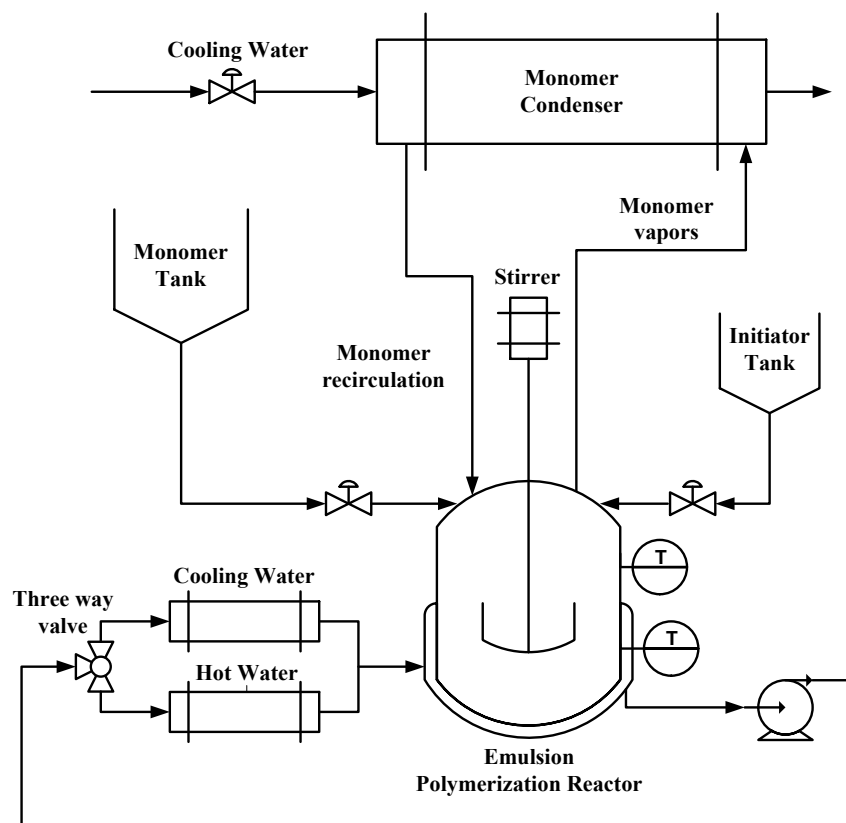 Cooling Water
Monomer
Condenser
Monomer
Tank
Monomer
vapors
Stirrer
Initiator
Tank
Monomer
recirculation
T
Cooling Water
Three way
valve
T
Hot Water
Emulsion
Polymerization Reactor